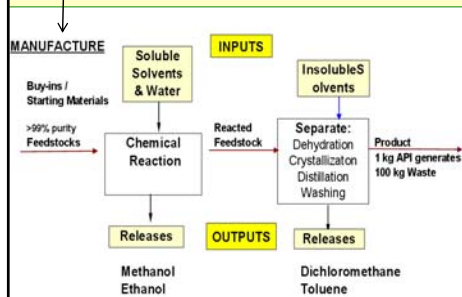 MANUFACTURE
INPUTS
Soluble
Solvents
& Water
InsolubleS
olvents
Buy-ins /
Starting Materials
>99% purity
Feedstocks
Chemical
Reaction
Reacted
Feedstock
Separate:
Dehydration
Crystallizaton
Distillation
Washing
Product
1 kg API generates
100 kg Waste
Releases
OUTPUTS
Releases
Methanol
Ethanol
Dichloromethane
Toluene